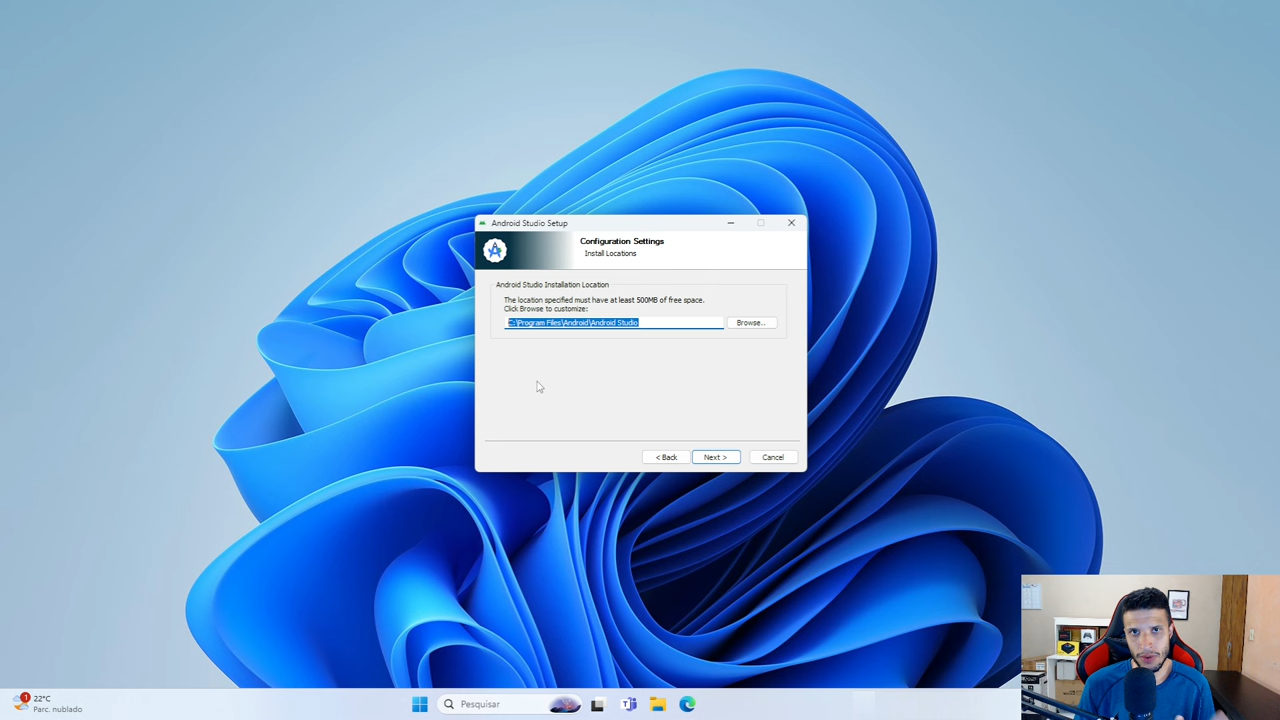 Android Studio Setup
Configuration Settings
Install Locations
Android Studio Installation Location
The location specified must have at least 500MB of free space.
Click Browse to customize:
C:\Program Files\Android\Android Studio
Browse...
< Back
Next >
Cancel
1
22°C
Parc. nublado
Pesquisar